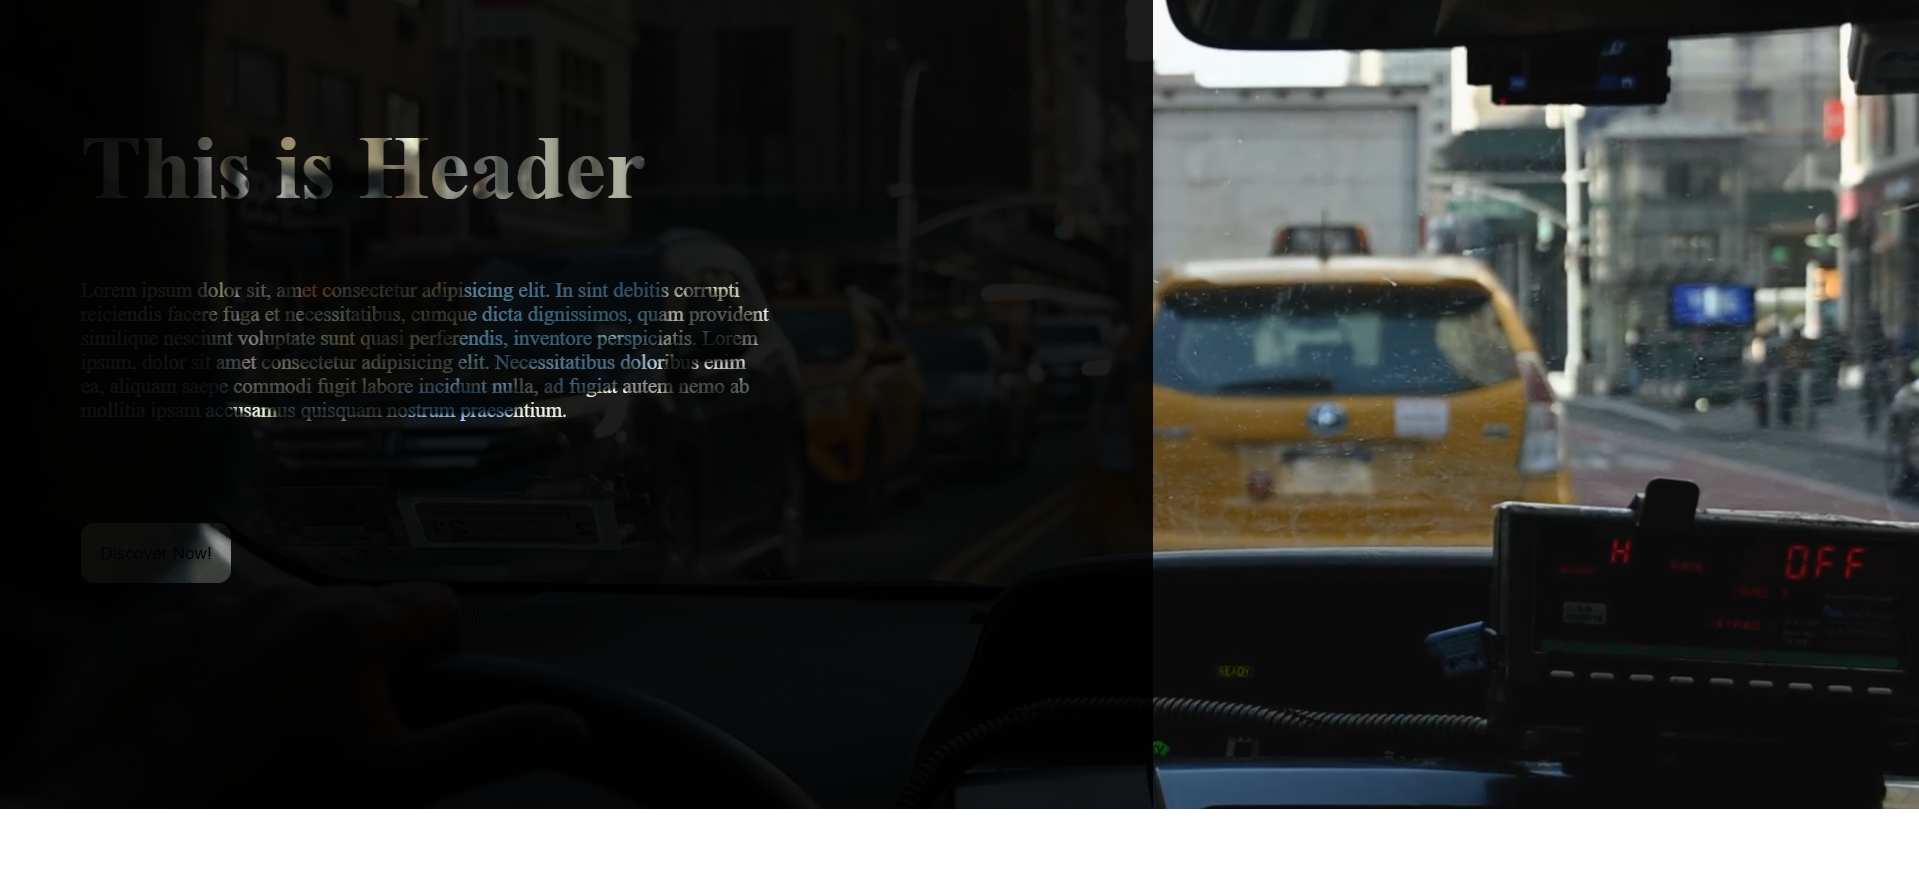 This is Header
Lorem ipsum dolor sit, amet consectetur adipisicing elit. In sint debitis corrupti
reiciendis facere fuga et necessitatibus, cumque dicta dignissimos, quam provident
similique nesciunt voluptate sunt quasi perferendis, inventore perspiciatis. Lorem
ipsum, dolor sit amet consectetur adipisicing elit. Necessitatibus doloribus enim
ea, aliquam saepe commodi fugit labore incidunt nulla, ad fugiat autem nemo ab
mollitia ipsam accusamus quisquam nostrum praesentium.
Discover Now!
H OFF
READY